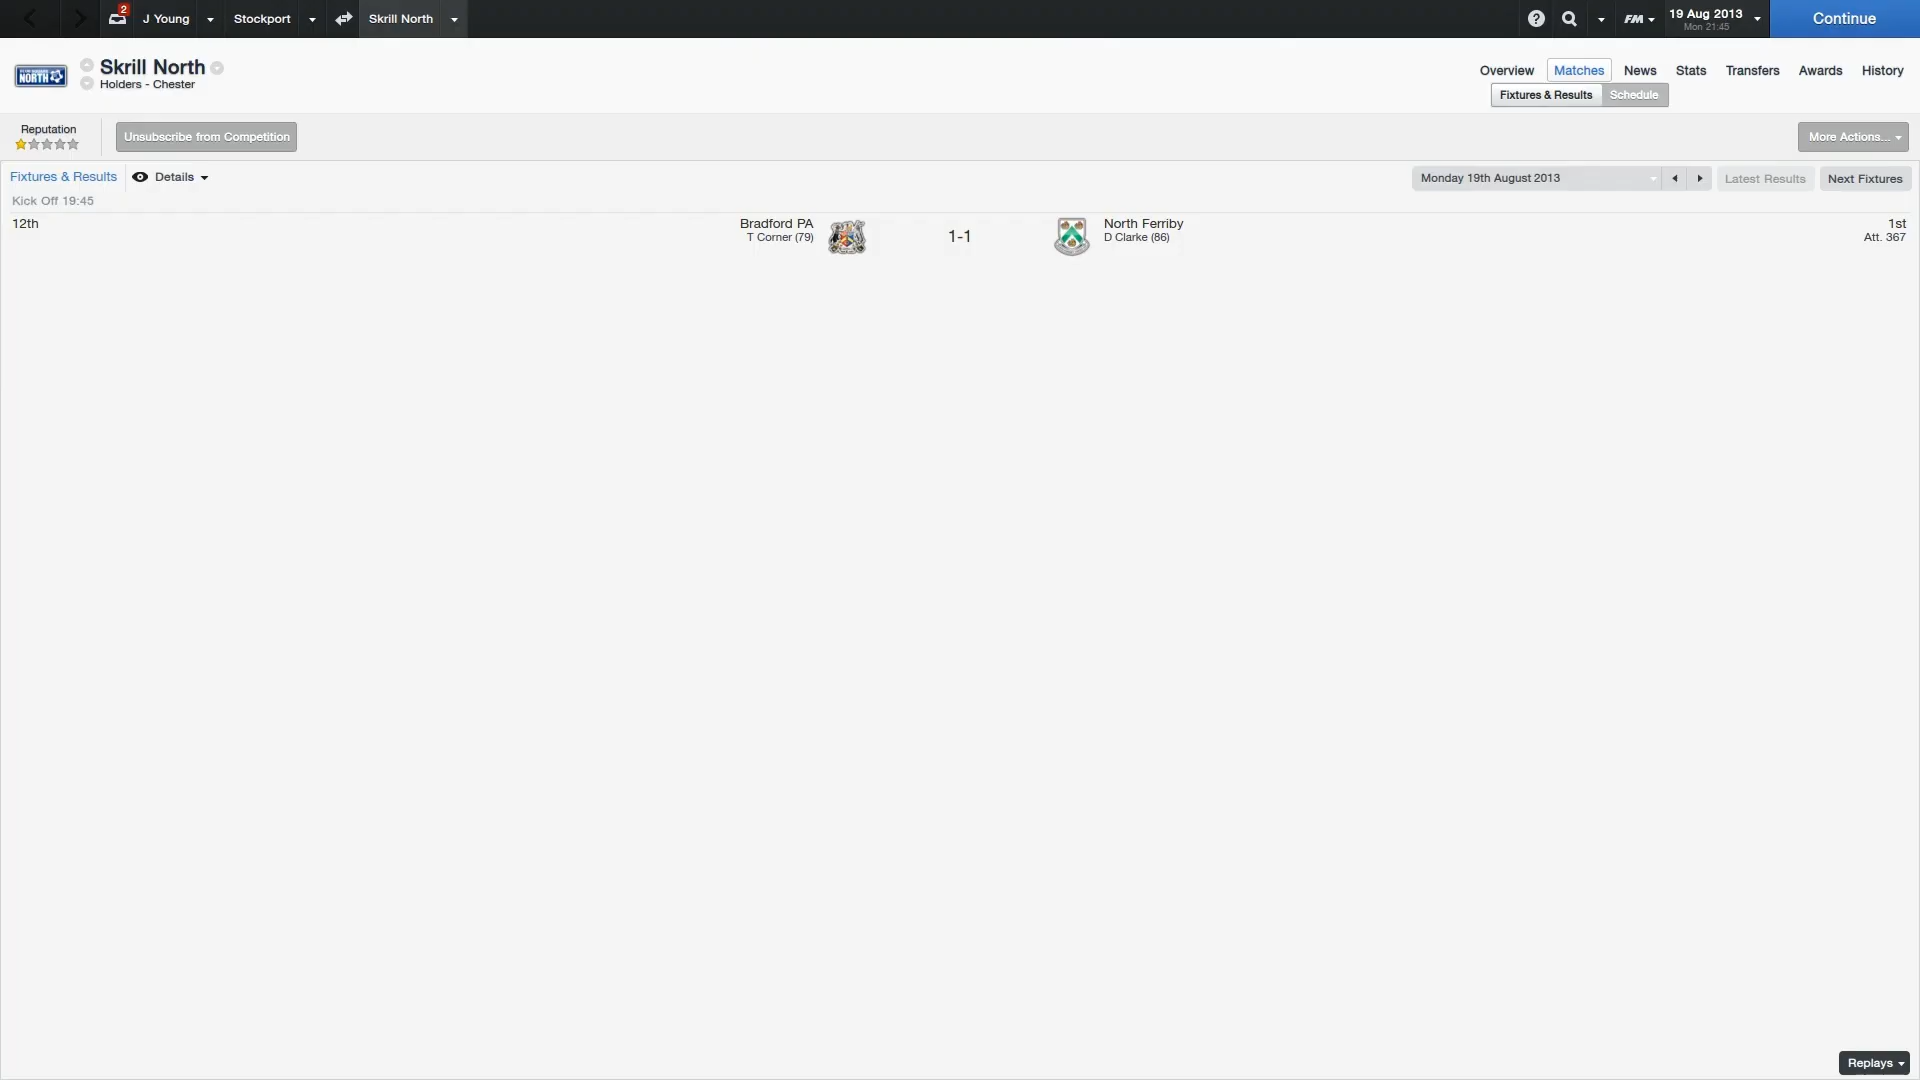 2
J Young
Stockport
Skrill North
FM
19 Aug 2013
Mon 21:45
Continue
NORTH
Skrill North
Holders - Chester
Overview
Matches
News
Stats
Transfers
Awards
History
Fixtures & Results
Schedule
Reputation
Unsubscribe from Competition
More Actions...
Fixtures & Results
Details
Monday 19th August 2013
Latest Results
Next Fixtures
Kick Off 19:45
12th
Bradford PA
T Corner (79)
1-1
North Ferriby
D Clarke (86)
1st
Att. 367
Replays